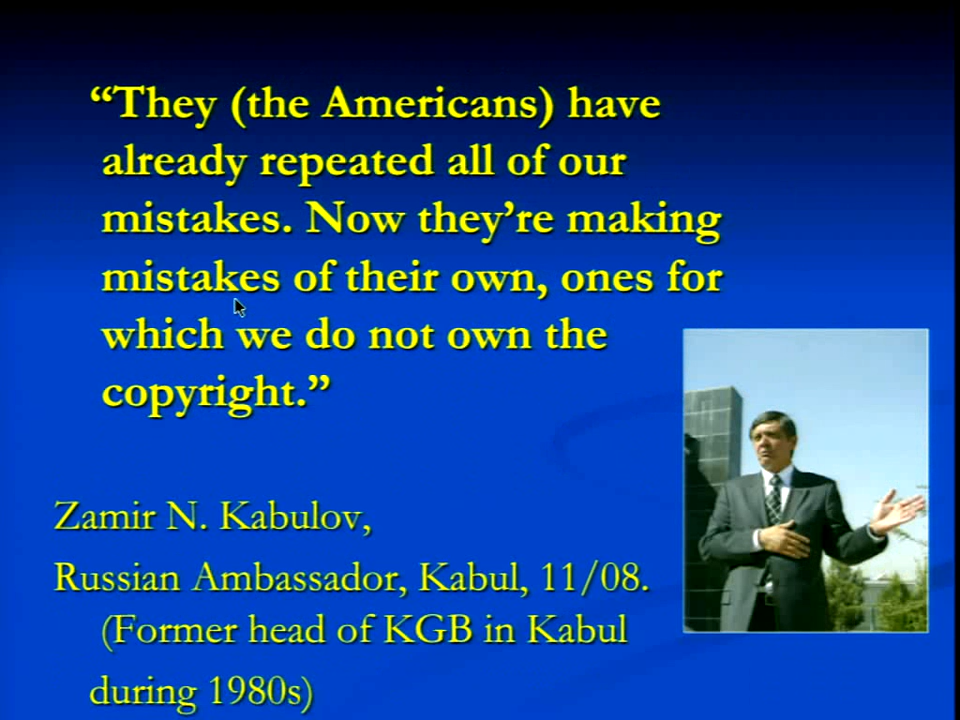 “They (the Americans) have
already repeated all of our
mistakes. Now they’re making
mistakes of their own, ones for
which we do not own the
copyright.”
Zamir N. Kabulov,
Russian Ambassador, Kabul, 11/08.
(Former head of KGB in Kabul
during 1980s)